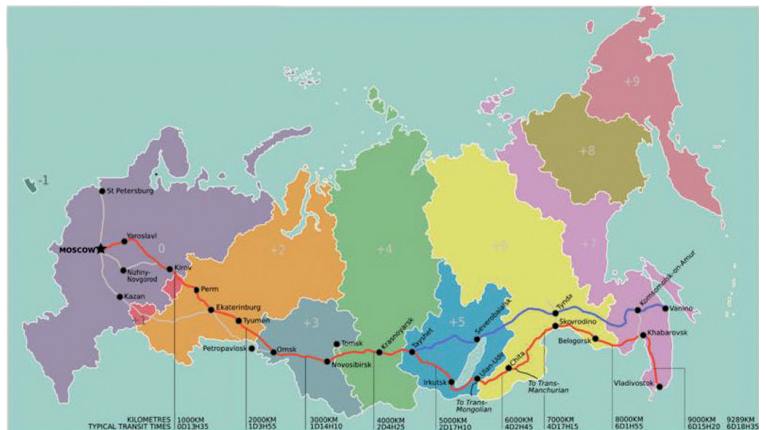 +9
+8
-1
St Petersburg
Yaroslavl
MOSCOW
0
+2
+4
+7
Nizhny-
Novgorod
Kirov
Perm
Kazan
Ekaterinburg
Tyumen
+3
Tomsk
+5
Petropavlosk
Omsk
Novosibirsk
Krasnoyarsk
Tayshet
Severobaikalsk
Tynda
Komsomolsk-on-Amur
Vanino
Skovorodino
Belogorsk
Khabarovsk
Irkutsk
Ulan-Ude
Chita
Vladivostok
To Trans-
Mongolian
To Trans-
Manchurian
KILOMETRES
TYPICAL TRANSIT TIMES
1000KM
0D13H35
2000KM
1D3H55
3000KM
1D14H10
4000KM
2D4H25
5000KM
2D17H10
6000KM
4D2H45
7000KM
4D17H15
8000KM
6D1H55
9000KM
6D15H20
9289KM
6D18H35